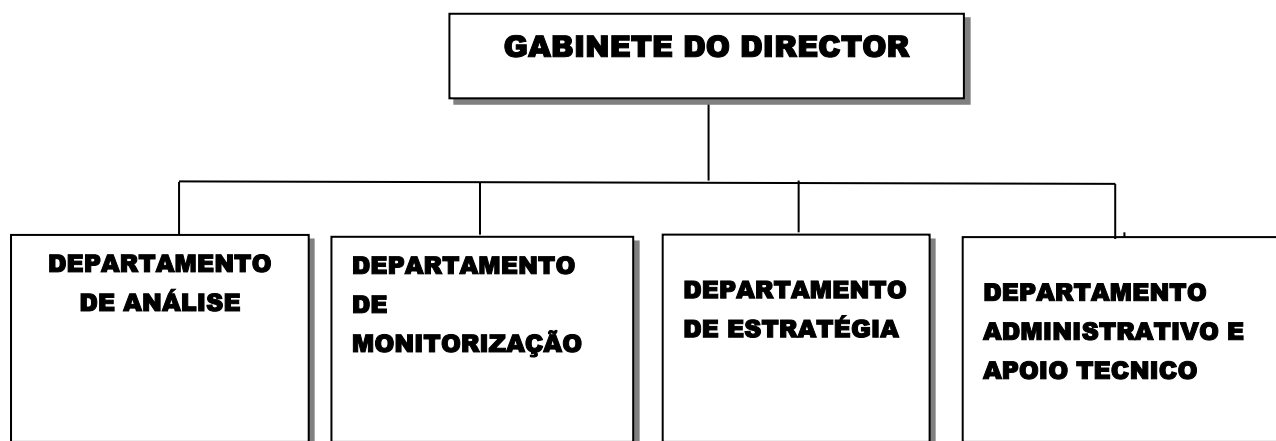 GABINETE DO DIRECTOR
DEPARTAMENTO
DE ANÁLISE
DEPARTAMENTO
DE
MONITORIZAÇÃO
DEPARTAMENTO
DE ESTRATÉGIA
DEPARTAMENTO
ADMINISTRATIVO E
APOIO TECNICO